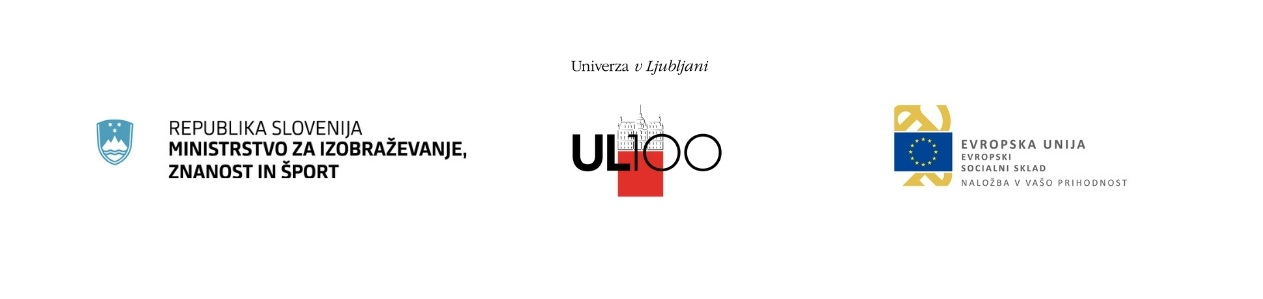 REPUBLIKA SLOVENIJA
MINISTRSTVO ZA IZOBRAŽEVANJE,
ZNANOST IN ŠPORT
Univerza v Ljubljani
UL100
EVROPSKA UNIJA
EVROPSKI
SOCIALNI SKLAD
NALOŽBA V VAŠO PRIHODNOST